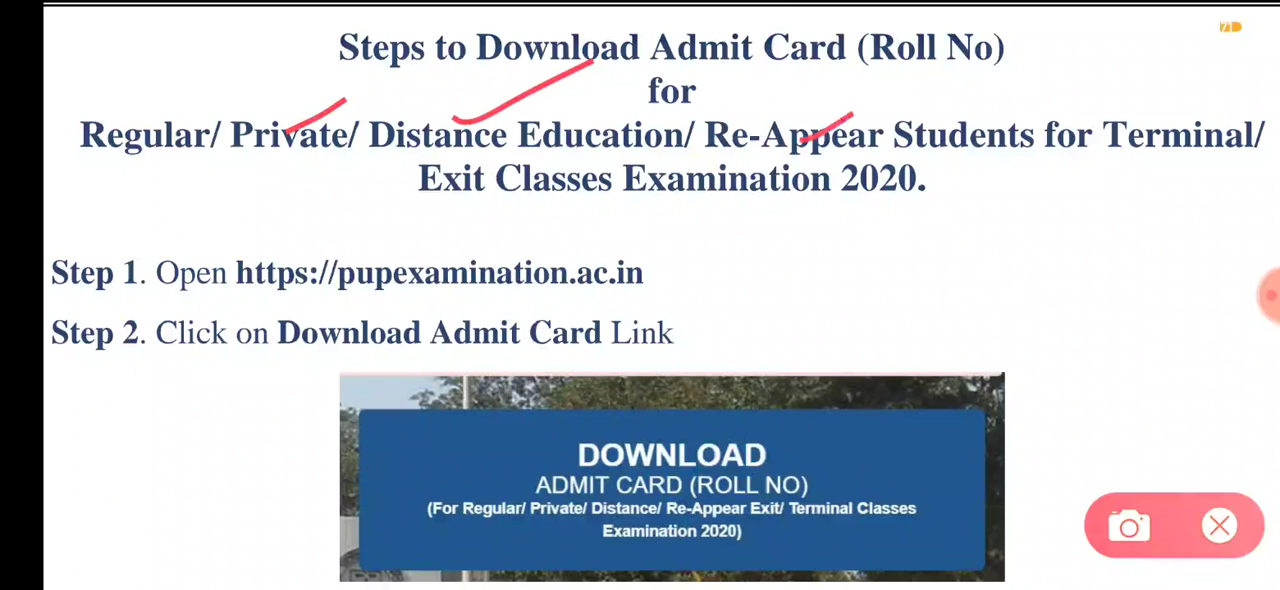 71
Steps to Download Admit Card (Roll No)
for
Regular/ Private/ Distance Education/ Re-Appear Students for Terminal/
Exit Classes Examination 2020.
Step 1. Open https://pupexamination.ac.in
Step 2. Click on Download Admit Card Link
DOWNLOAD
ADMIT CARD (ROLL NO)
(For Regular/ Private/ Distance/ Re-Appear Exit/ Terminal Classes
Examination 2020)